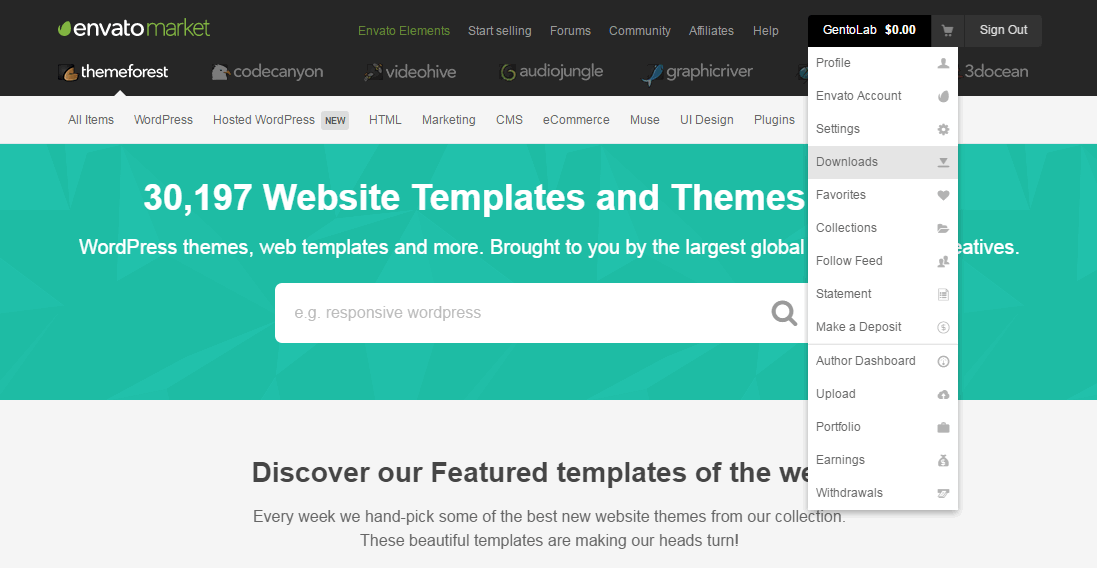 envatomarket
Envato Elements Start selling Forums Community Affiliates Help
GentoLab $0.00
Sign Out
themeforest codecanyon videohive audiojungle graphicriver 3docean
All Items WordPress Hosted WordPress NEW HTML Marketing CMS eCommerce Muse UI Design Plugins
Profile
Envato Account
Settings
Downloads
Favorites
Collections
Follow Feed
Statement
Make a Deposit
Author Dashboard
Upload
Portfolio
Earnings
Withdrawals
30,197 Website Templates and Themes
WordPress themes, web templates and more. Brought to you by the largest global eatives.
e.g. responsive wordpress
Discover our Featured templates of the we
Every week we hand-pick some of the best new website themes from our collection.
These beautiful templates are making our heads turn!